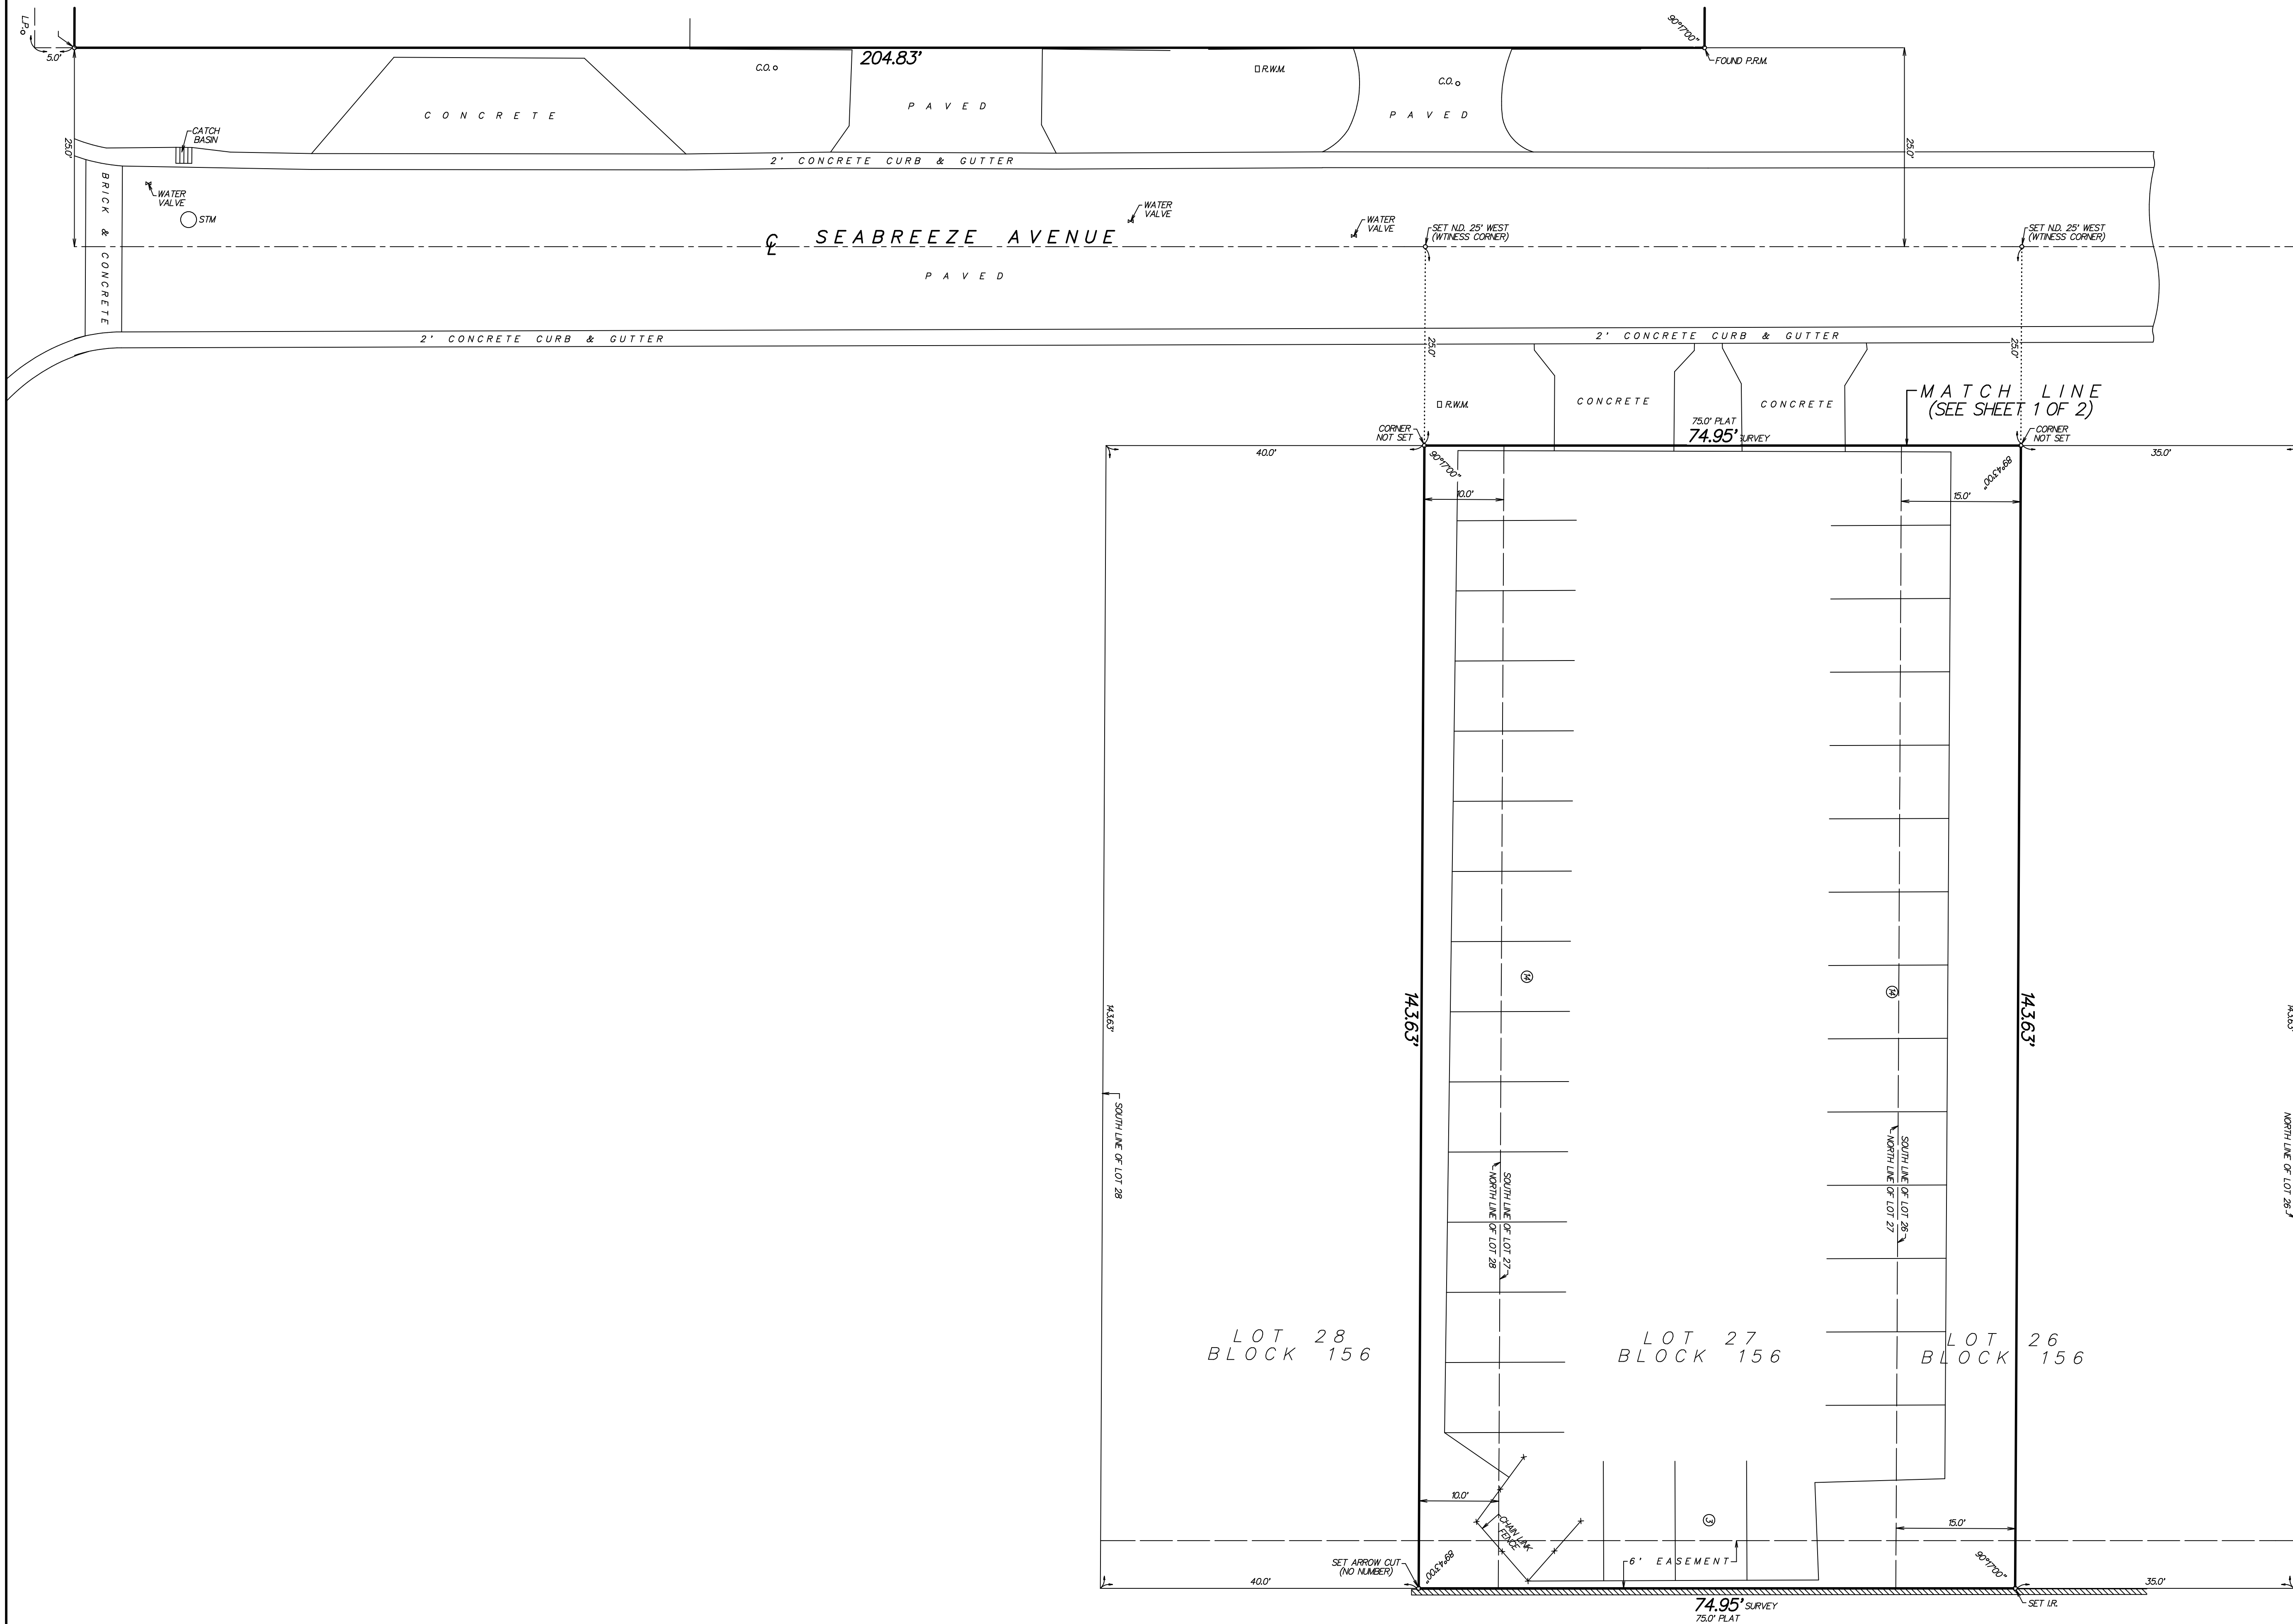 L.P.
5.0'
204.83'
90°17'00"
FOUND P.R.M.
C.O.
R.W.M.
C.O.
CONCRETE
PAVED
PAVED
25.0'
25.0'
CATCH
BASIN
2' CONCRETE CURB & GUTTER
BRICK & CONCRETE
WATER
VALVE
STM
WATER
VALVE
WATER
VALVE
SET N.D. 25' WEST
(WTINESS CORNER)
SET N.D. 25' WEST
(WTINESS CORNER)
℄ SEABREEZE AVENUE
PAVED
2' CONCRETE CURB & GUTTER
2' CONCRETE CURB & GUTTER
25.0'
25.0'
R.W.M.
CONCRETE
CONCRETE
MATCH LINE
(SEE SHEET 1 OF 2)
75.0' PLAT
74.95' SURVEY
CORNER
NOT SET
CORNER
NOT SET
40.0'
35.0'
90°17'00"
89°43'00"
10.0'
15.0'
14
14
143.63'
143.63'
143.63'
143.63'
SOUTH LINE OF LOT 28
SOUTH LINE OF LOT 27
NORTH LINE OF LOT 28
SOUTH LINE OF LOT 26
NORTH LINE OF LOT 27
NORTH LINE OF LOT 26
LOT 28
BLOCK 156
LOT 27
BLOCK 156
LOT 26
BLOCK 156
10.0'
15.0'
CHAIN LINK
FENCE
3
6' EASEMENT
SET ARROW CUT
(NO NUMBER)
89°43'00"
90°17'00"
40.0'
35.0'
SET I.R.
74.95' SURVEY
75.0' PLAT